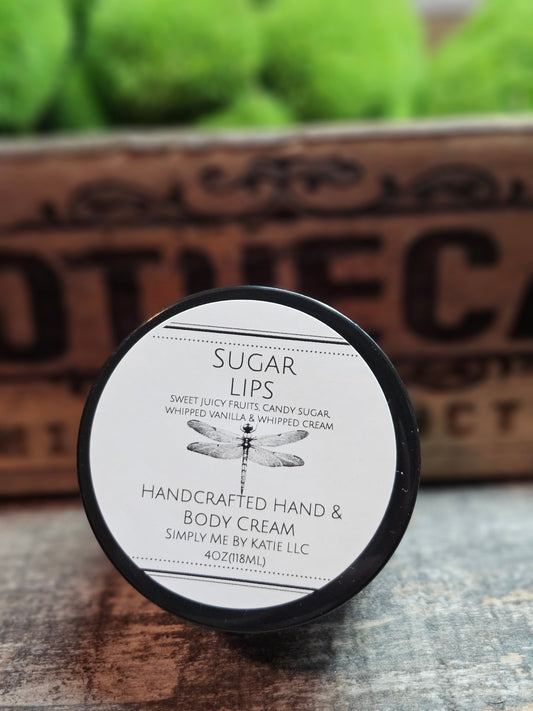 OTHECA
SUGAR
LIPS
SWEET JUICY FRUITS, CANDY SUGAR,
WHIPPED VANILLA & WHIPPED CREAM
HANDCRAFTED HAND &
BODY CREAM
SIMPLY ME BY KATIE LLC
4OZ(118ML)